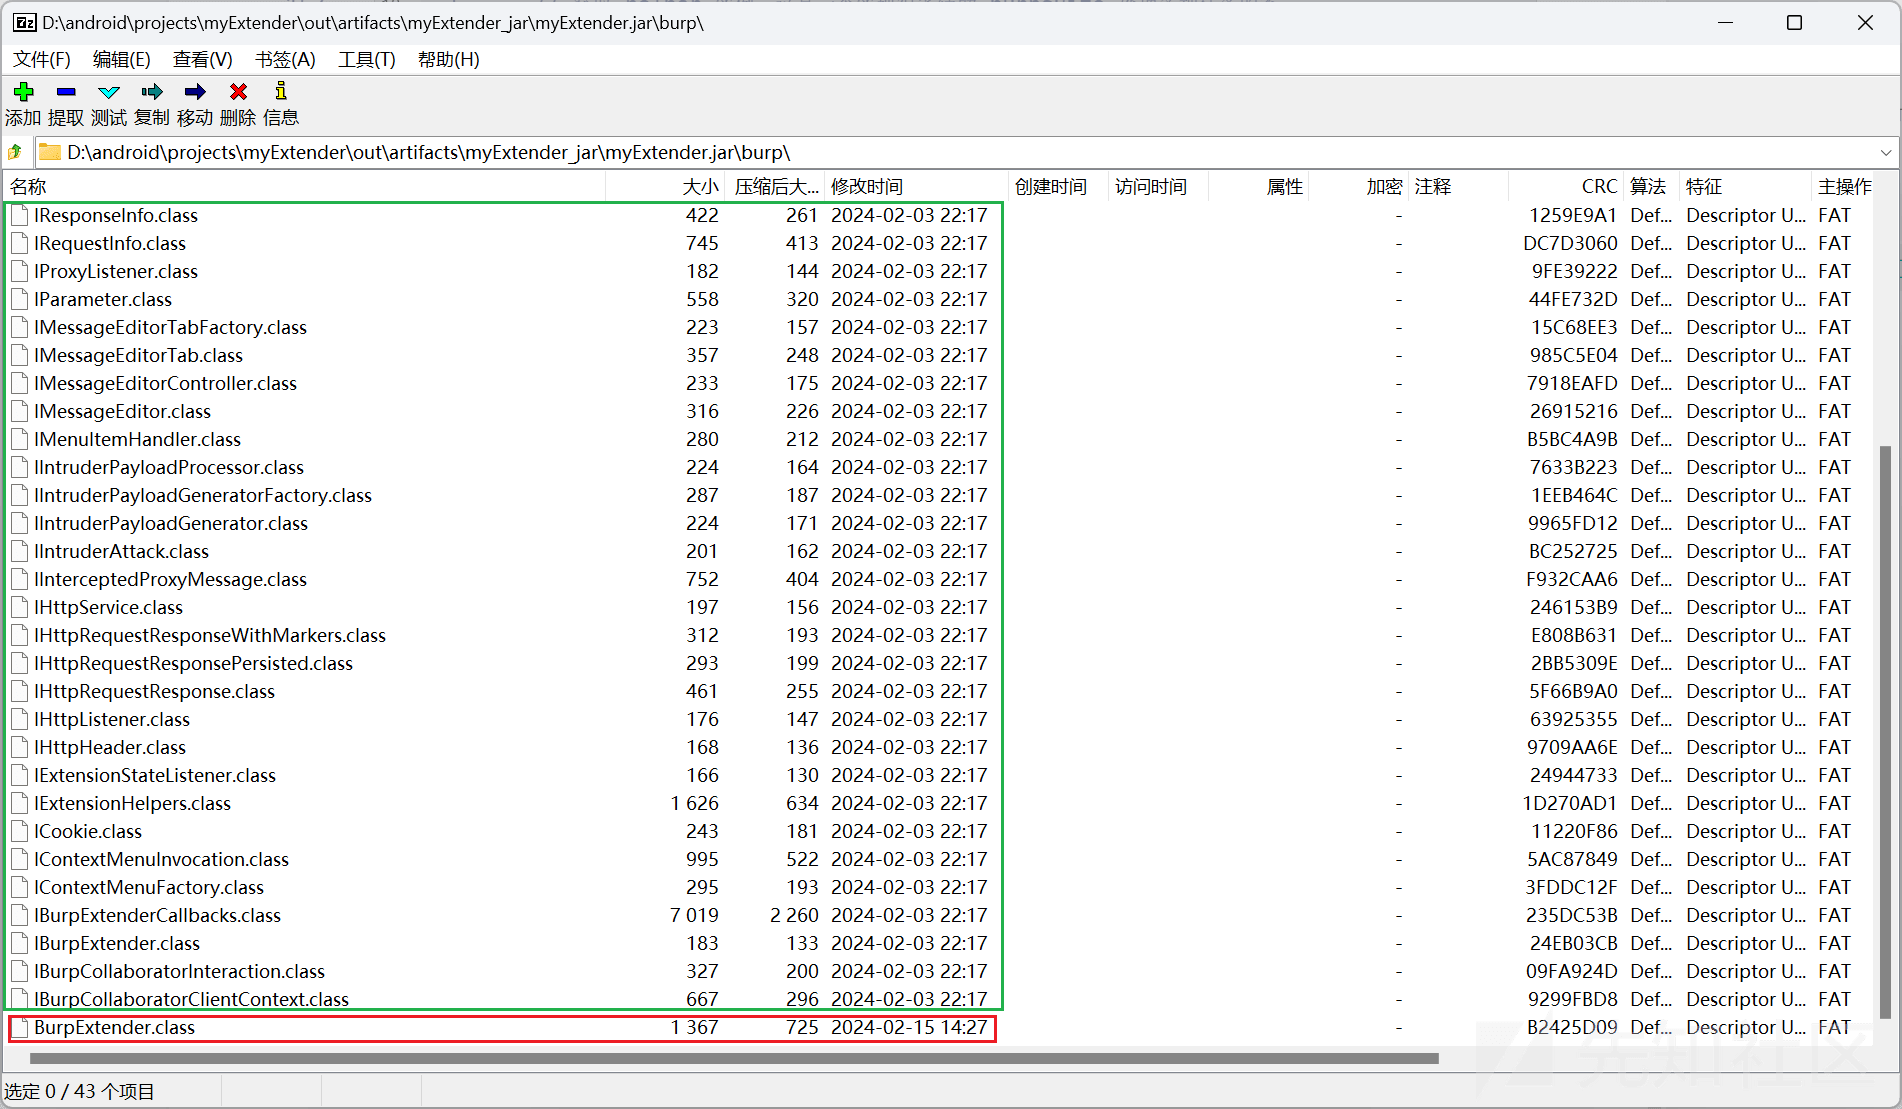 D:\android\projects\myExtender\out\artifacts\myExtender_jar\myExtender.jar\burp\
文件(F) 编辑(E) 查看(V) 书签(A) 工具(T) 帮助(H)
添加 提取 测试 复制 移动 删除 信息
D:\android\projects\myExtender\out\artifacts\myExtender_jar\myExtender.jar\burp\
名称 大小 压缩后大... 修改时间 创建时间 访问时间 属性 加密 注释 CRC 算法 特征 主操作
IResponseInfo.class 422 261 2024-02-03 22:17 - 1259E9A1 Def... Descriptor U... FAT
IRequestInfo.class 745 413 2024-02-03 22:17 - DC7D3060 Def... Descriptor U... FAT
IProxyListener.class 182 144 2024-02-03 22:17 - 9FE39222 Def... Descriptor U... FAT
IParameter.class 558 320 2024-02-03 22:17 - 44FE732D Def... Descriptor U... FAT
IMessageEditorTabFactory.class 223 157 2024-02-03 22:17 - 15C68EE3 Def... Descriptor U... FAT
IMessageEditorTab.class 357 248 2024-02-03 22:17 - 985C5E04 Def... Descriptor U... FAT
IMessageEditorController.class 233 175 2024-02-03 22:17 - 7918EAFD Def... Descriptor U... FAT
IMessageEditor.class 316 226 2024-02-03 22:17 - 26915216 Def... Descriptor U... FAT
IMenuItemHandler.class 280 212 2024-02-03 22:17 - B5BC4A9B Def... Descriptor U... FAT
IIntruderPayloadProcessor.class 224 164 2024-02-03 22:17 - 7633B223 Def... Descriptor U... FAT
IIntruderPayloadGeneratorFactory.class 287 187 2024-02-03 22:17 - 1EEB464C Def... Descriptor U... FAT
IIntruderPayloadGenerator.class 224 171 2024-02-03 22:17 - 9965FD12 Def... Descriptor U... FAT
IIntruderAttack.class 201 162 2024-02-03 22:17 - BC252725 Def... Descriptor U... FAT
IInterceptedProxyMessage.class 752 404 2024-02-03 22:17 - F932CAA6 Def... Descriptor U... FAT
IHttpService.class 197 156 2024-02-03 22:17 - 246153B9 Def... Descriptor U... FAT
IHttpRequestResponseWithMarkers.class 312 193 2024-02-03 22:17 - E808B631 Def... Descriptor U... FAT
IHttpRequestResponsePersisted.class 293 199 2024-02-03 22:17 - 2BB5309E Def... Descriptor U... FAT
IHttpRequestResponse.class 461 255 2024-02-03 22:17 - 5F66B9A0 Def... Descriptor U... FAT
IHttpListener.class 176 147 2024-02-03 22:17 - 63925355 Def... Descriptor U... FAT
IHttpHeader.class 168 136 2024-02-03 22:17 - 9709AA6E Def... Descriptor U... FAT
IExtensionStateListener.class 166 130 2024-02-03 22:17 - 24944733 Def... Descriptor U... FAT
IExtensionHelpers.class 1 626 634 2024-02-03 22:17 - 1D270AD1 Def... Descriptor U... FAT
ICookie.class 243 181 2024-02-03 22:17 - 11220F86 Def... Descriptor U... FAT
IContextMenuInvocation.class 995 522 2024-02-03 22:17 - 5AC87849 Def... Descriptor U... FAT
IContextMenuFactory.class 295 193 2024-02-03 22:17 - 3FDDC12F Def... Descriptor U... FAT
IBurpExtenderCallbacks.class 7 019 2 260 2024-02-03 22:17 - 235DC53B Def... Descriptor U... FAT
IBurpExtender.class 183 133 2024-02-03 22:17 - 24EB03CB Def... Descriptor U... FAT
IBurpCollaboratorInteraction.class 327 200 2024-02-03 22:17 - 09FA924D Def... Descriptor U... FAT
IBurpCollaboratorClientContext.class 667 296 2024-02-03 22:17 - 9299FBD8 Def... Descriptor U... FAT
BurpExtender.class 1 367 725 2024-02-15 14:27 - B2425D09 Def... Descriptor U... FAT
先知社区
选定 0 / 43 个项目